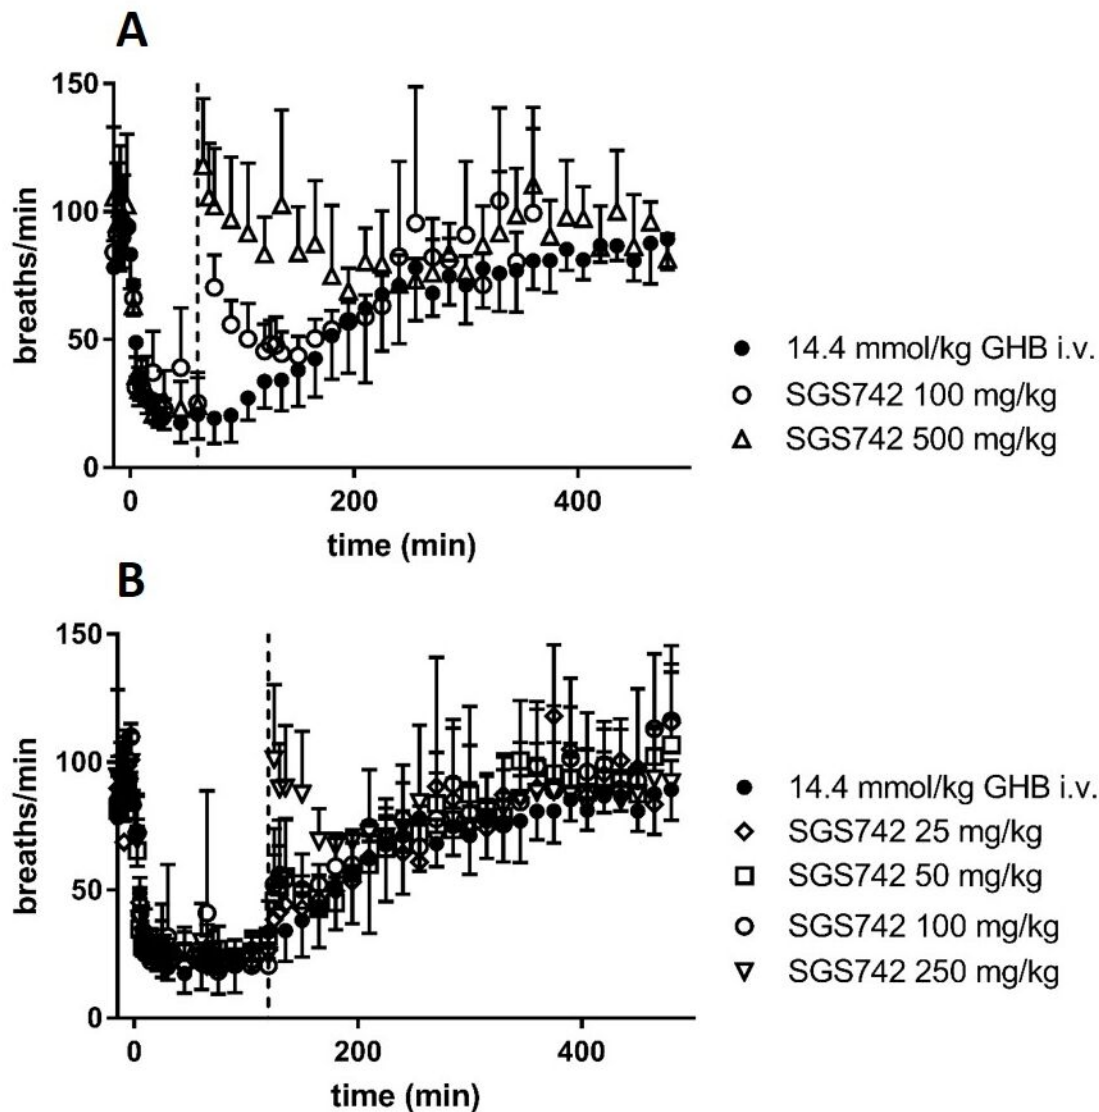 A
150
100
50
0
breaths/min
0 200 400
time (min)
14.4 mmol/kg GHB i.v.
SGS742 100 mg/kg
SGS742 500 mg/kg
B
150
100
50
0
breaths/min
0 200 400
time (min)
14.4 mmol/kg GHB i.v.
SGS742 25 mg/kg
SGS742 50 mg/kg
SGS742 100 mg/kg
SGS742 250 mg/kg